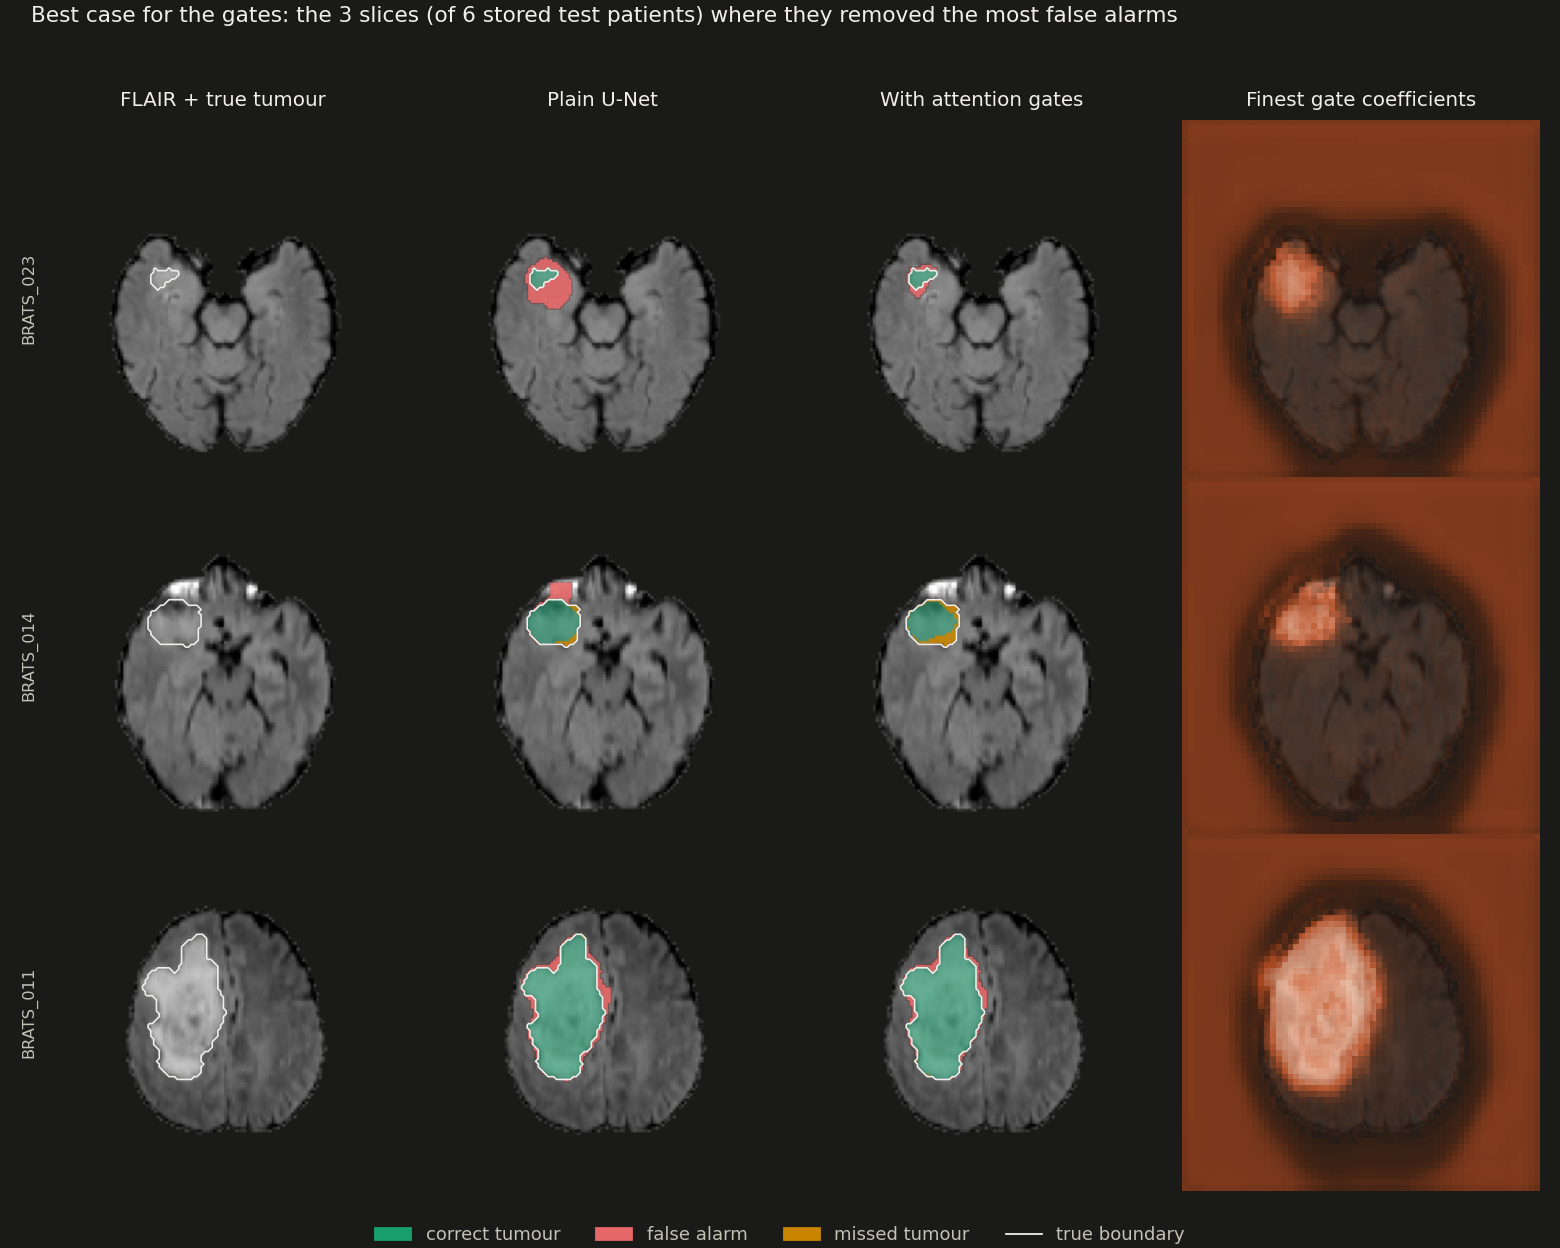 Best case for the gates: the 3 slices (of 6 stored test patients) where they removed the most false alarms
FLAIR + true tumour
Plain U-Net
With attention gates
Finest gate coefficients
BRATS_023
BRATS_014
BRATS_011
correct tumour
false alarm
missed tumour
true boundary